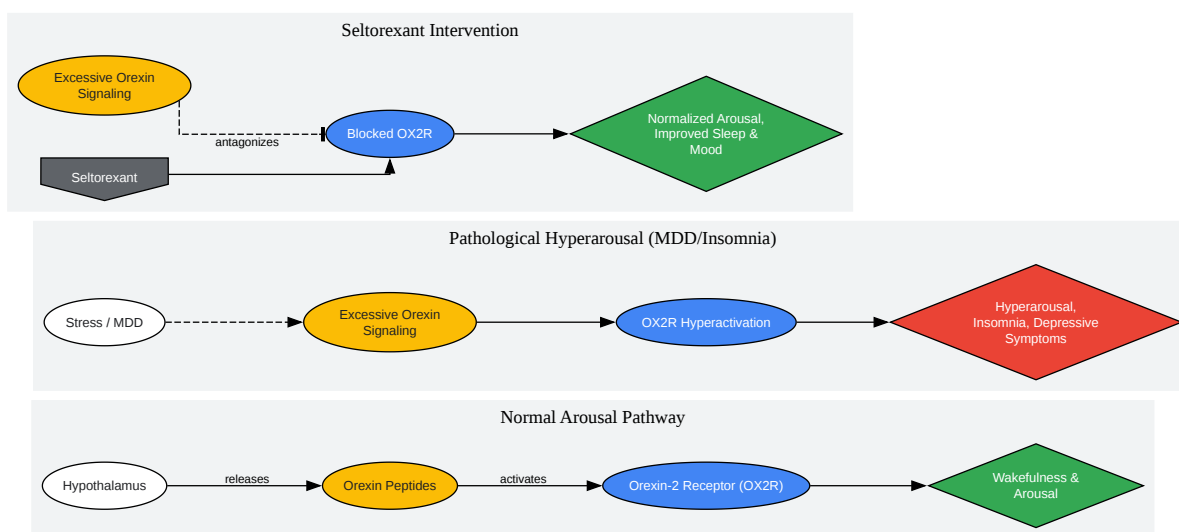 Seltorexant Intervention
Excessive Orexin
Signaling
antagonizes
Blocked OX2R
Normalized Arousal,
Improved Sleep &
Mood
Seltorexant
Pathological Hyperarousal (MDD/Insomnia)
Stress / MDD
Excessive Orexin
Signaling
OX2R Hyperactivation
Hyperarousal,
Insomnia, Depressive
Symptoms
Normal Arousal Pathway
Hypothalamus
releases
Orexin Peptides
activates
Orexin-2 Receptor (OX2R)
Wakefulness &
Arousal